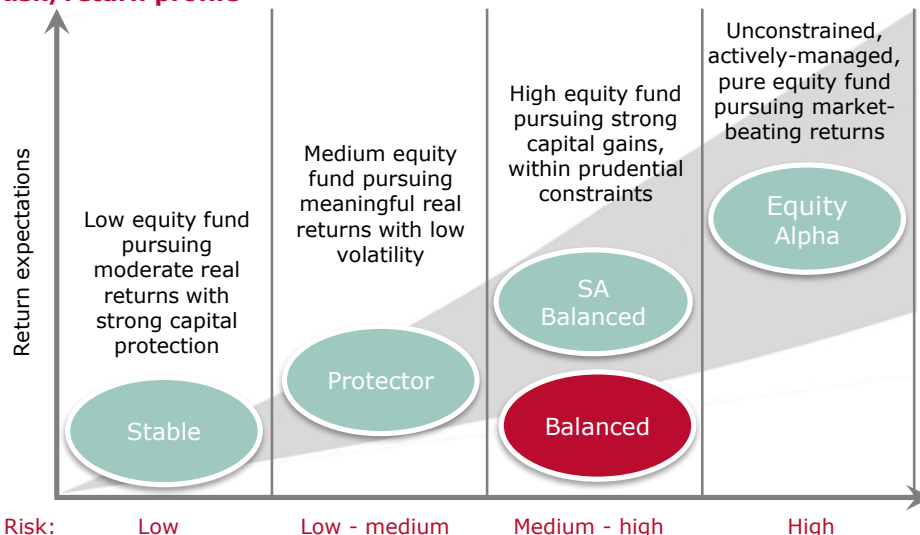 Risk/return profile
Return expectations
Low equity fund
pursuing
moderate real
returns with
strong capital
protection
Stable
Medium equity
fund pursuing
meaningful real
returns with low
volatility
Protector
High equity fund
pursuing strong
capital gains,
within prudential
constraints
SA
Balanced
Balanced
Unconstrained,
actively-managed,
pure equity fund
pursuing market-
beating returns
Equity
Alpha
Risk:
Low
Low - medium
Medium - high
High